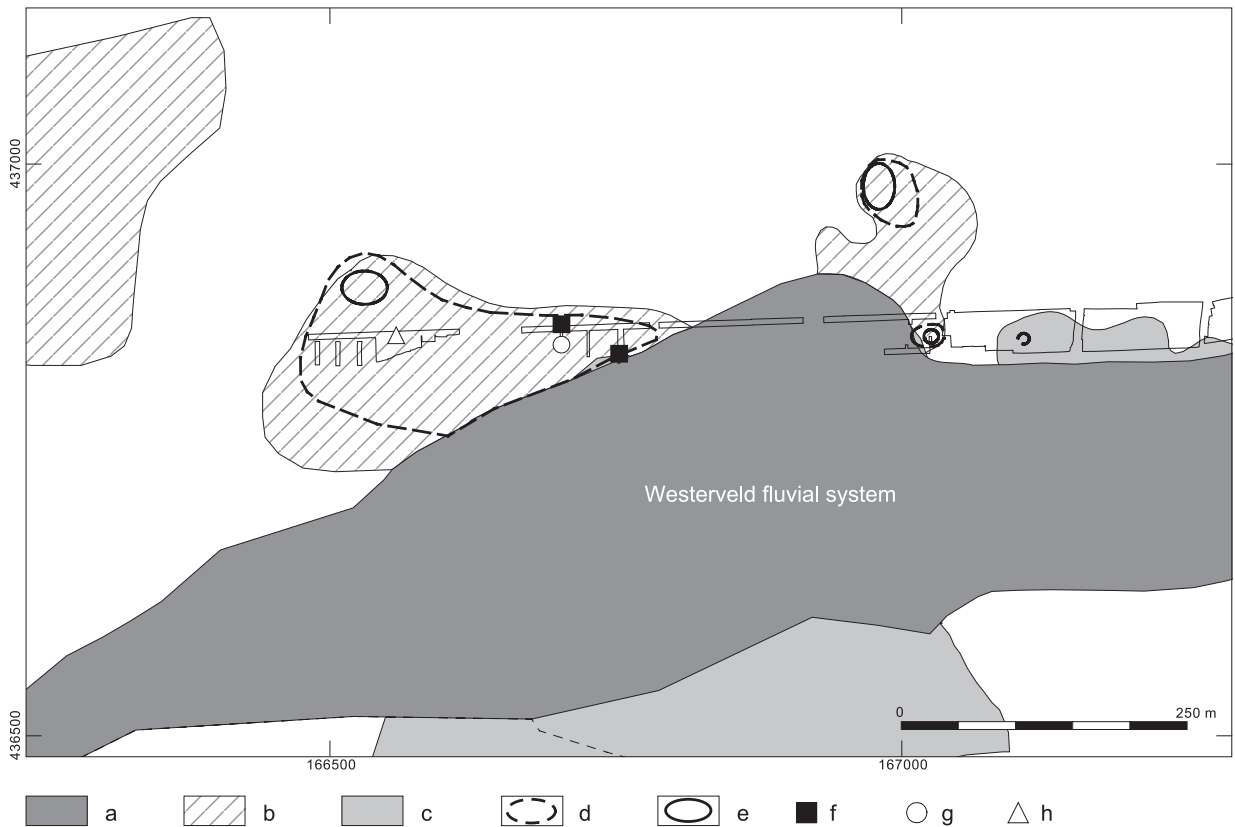 437000
Westerveld fluvial system
436500
0 250 m
166500 167000
a b c d e f g h